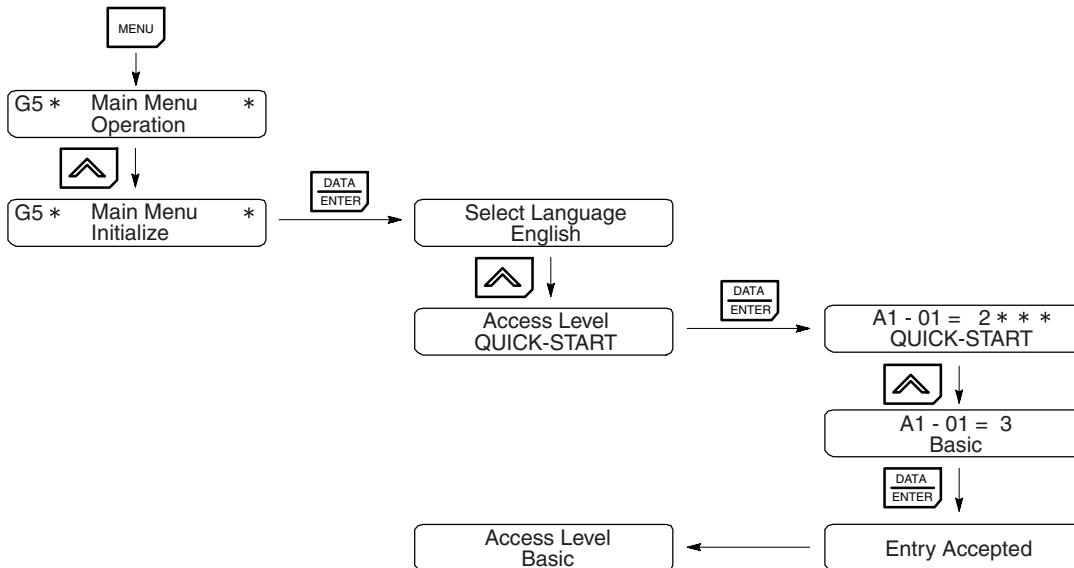 MENU
G5 * Main Menu *
Operation
G5 * Main Menu *
Initialize
DATA
ENTER
Select Language
English
Access Level
QUICK-START
DATA
ENTER
A1 - 01 = 2 * * *
QUICK-START
A1 - 01 = 3
Basic
DATA
ENTER
Entry Accepted
Access Level
Basic